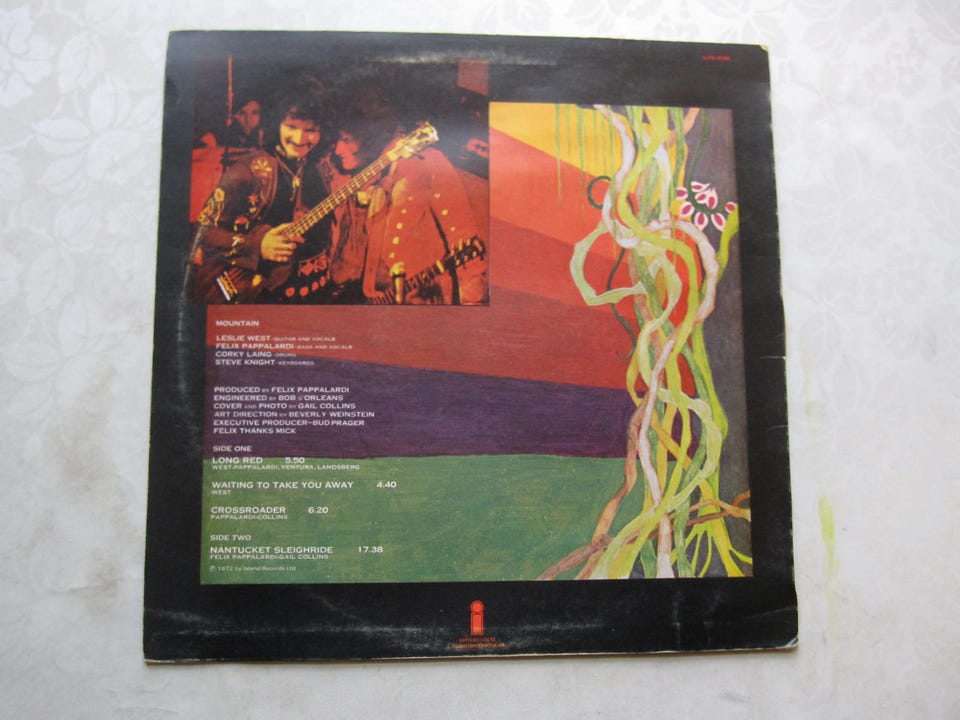 MOUNTAIN
LESLIE WEST-GUITAR AND VOCALS
FELIX PAPPALARDI-BASS AND VOCALS
CORKY LAING-DRUMS
STEVE KNIGHT-KEYBOARDS
PRODUCED BY FELIX PAPPALARDI
ENGINEERED BY BOB D'ORLEANS
COVER AND PHOTO BY GAIL COLLINS
ART DIRECTION BY BEVERLY WEINSTEIN
EXECUTIVE PRODUCER-BUD PRAGER
FELIX THANKS MICK
SIDE ONE
LONG RED 5.50
WEST-PAPPALARDI, VENTURA, LANDSBERG
WAITING TO TAKE YOU AWAY 4.40
WEST
CROSSROADER 6.20
PAPPALARDI-COLLINS
SIDE TWO
NANTUCKET SLEIGHRIDE 17.38
FELIX PAPPALARDI-GAIL COLLINS
℗ 1972 by Island Records Ltd
i